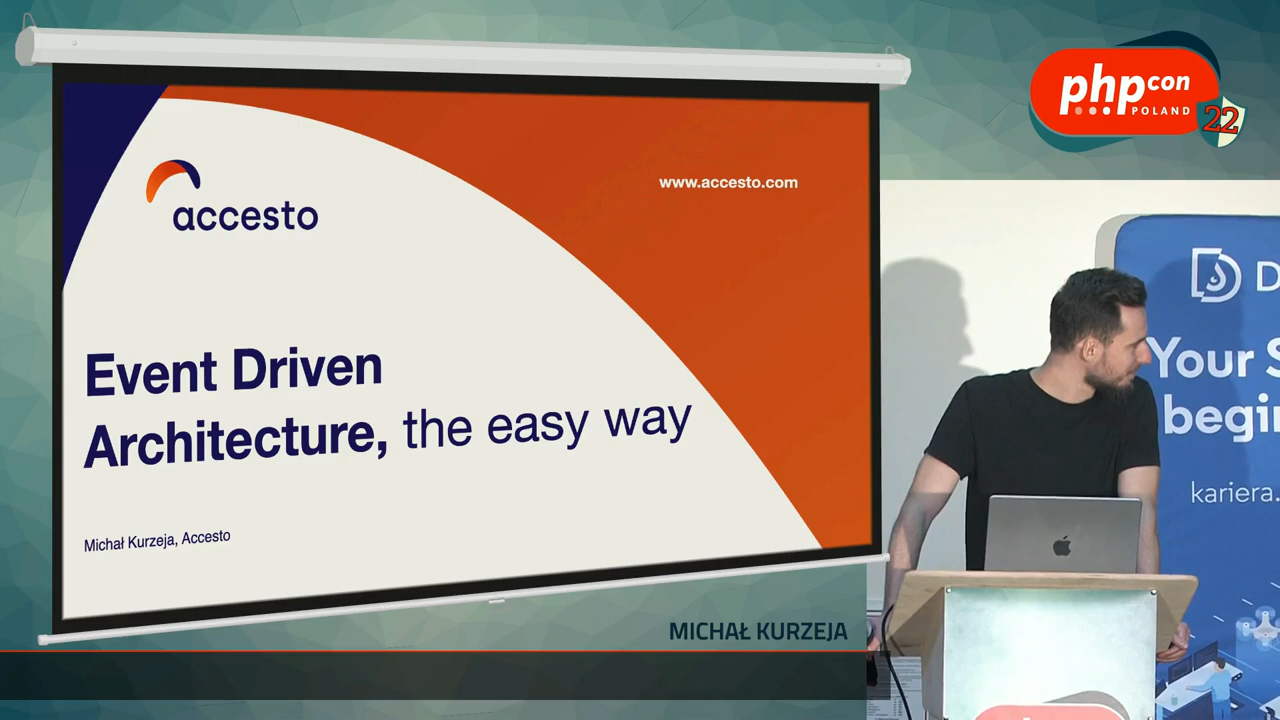 php con
POLAND
22
accesto
www.accesto.com
Event Driven
Architecture, the easy way
Michał Kurzeja, Accesto
MICHAŁ KURZEJA
D
Your S
begin
kariera.